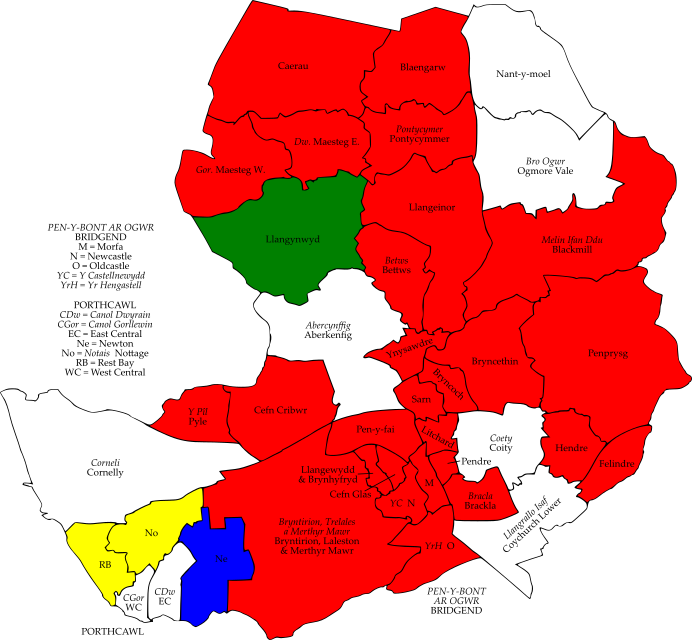 Caerau
Blaengarw
Nant-y-moel
Pontycymer
Pontycymmer
Dw. Maesteg E.
Gor. Maesteg W.
Bro Ogwr
Ogmore Vale
Llangeinor
Llangynwyd
Melin Ifan Ddu
Blackmill
Betws
Bettws
PEN-Y-BONT AR OGWR
BRIDGEND
M = Morfa
N = Newcastle
O = Oldcastle
YC = Y Castellnewydd
YrH = Yr Hengastell
PORTHCAWL
CDw = Canol Dwyrain
CGor = Canol Gorllewin
EC = East Central
Ne = Newton
No = Notais Nottage
RB = Rest Bay
WC = West Central
Abercynffig
Aberkenfig
Ynysawdre
Bryncethin
Penprysg
Bryncoch
Sarn
Y Pîl
Pyle
Cefn Cribwr
Pen-y-fai
Litchard
Coety
Coity
Hendre
Felindre
Pendre
Corneli
Cornelly
Llangewydd
& Brynhyfryd
Cefn Glas
M
YC N
Bracla
Brackla
Llangrallo Isaf
Coychurch Lower
Bryntirion, Trelales
a Merthyr Mawr
Bryntirion, Laleston
& Merthyr Mawr
YrH O
No
RB
Ne
CGor
WC
CDw
EC
PEN-Y-BONT
AR OGWR
BRIDGEND
PORTHCAWL